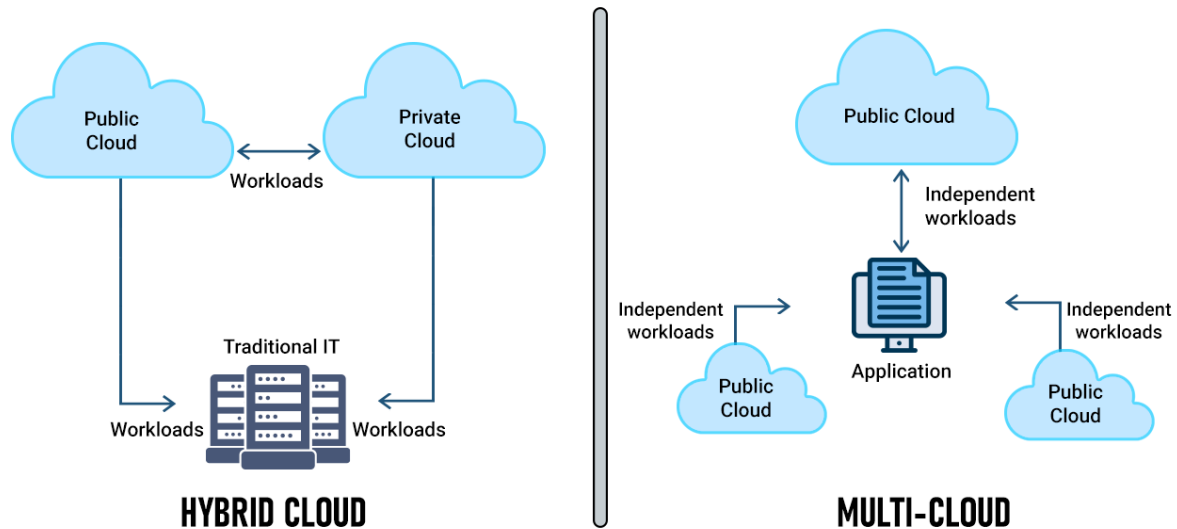 Public
Cloud
Private
Cloud
Workloads
Traditional IT
Workloads
Workloads
HYBRID CLOUD
Public Cloud
Independent
workloads
Independent
workloads
Independent
workloads
Application
Public
Cloud
Public
Cloud
MULTI-CLOUD